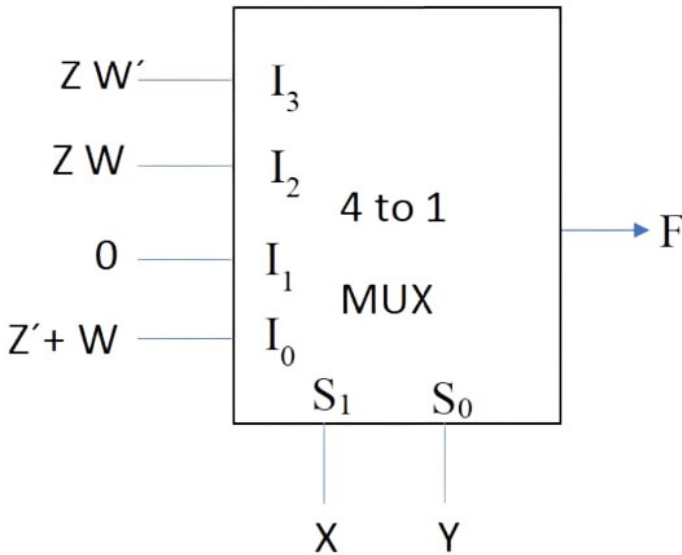 Z W´ I₃
Z W I₂
4 to 1
F
0 I₁
MUX
Z´+ W I₀
S₁ S₀
X Y